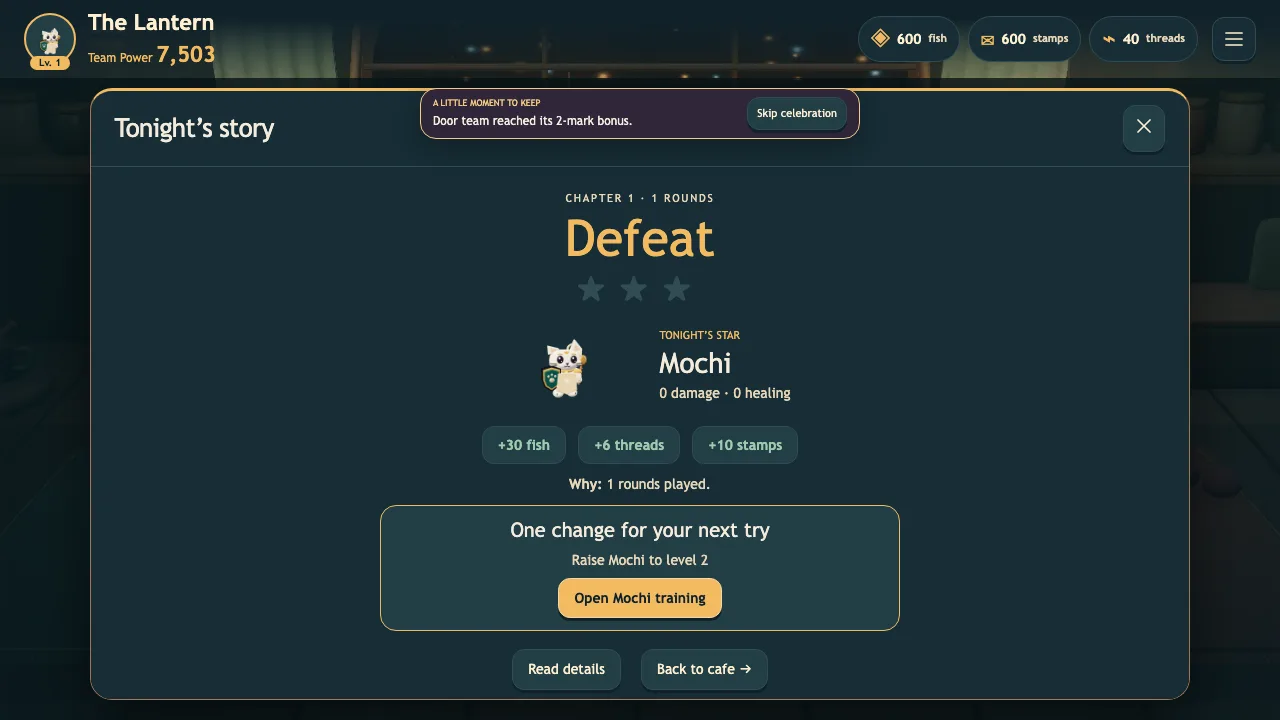 The Lantern
Team Power 7,503
Lv. 1
600 fish
600 stamps
40 threads
Tonight's story
A LITTLE MOMENT TO KEEP
Door team reached its 2-mark bonus.
Skip celebration
CHAPTER 1 · 1 ROUNDS
Defeat
TONIGHT'S STAR
Mochi
0 damage · 0 healing
+30 fish
+6 threads
+10 stamps
Why: 1 rounds played.
One change for your next try
Raise Mochi to level 2
Open Mochi training
Read details
Back to cafe →